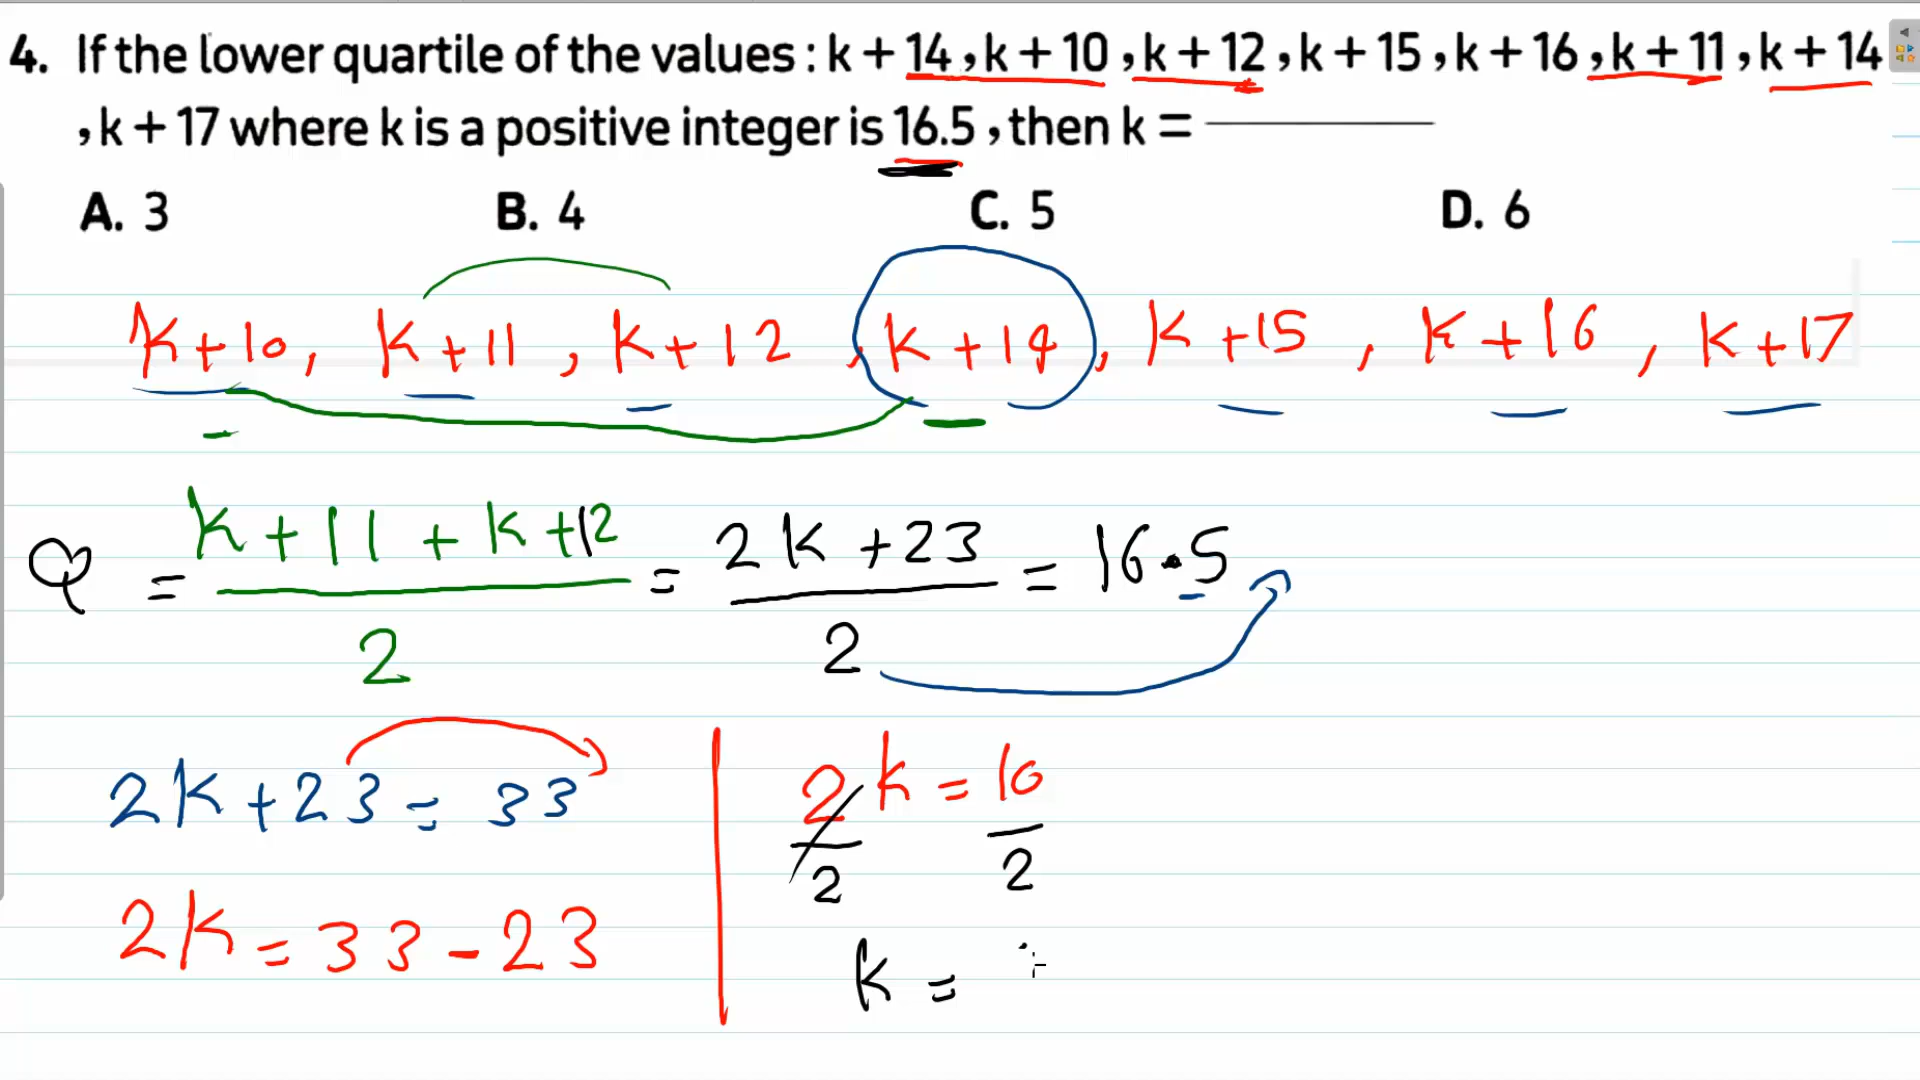 4. If the lower quartile of the values : k + 14 , k + 10 , k + 12 , k + 15 , k + 16 , k + 11 , k + 14
, k + 17 where k is a positive integer is 16.5 , then k =
A. 3 B. 4 C. 5 D. 6
k+10, k+11, k+12, k+14, k+15, k+16, k+17
Q = k+11+k+12/2 = 2k+23/2 = 16.5
2k+23 = 33
2k = 33-23
2k/2 = 10/2
k =